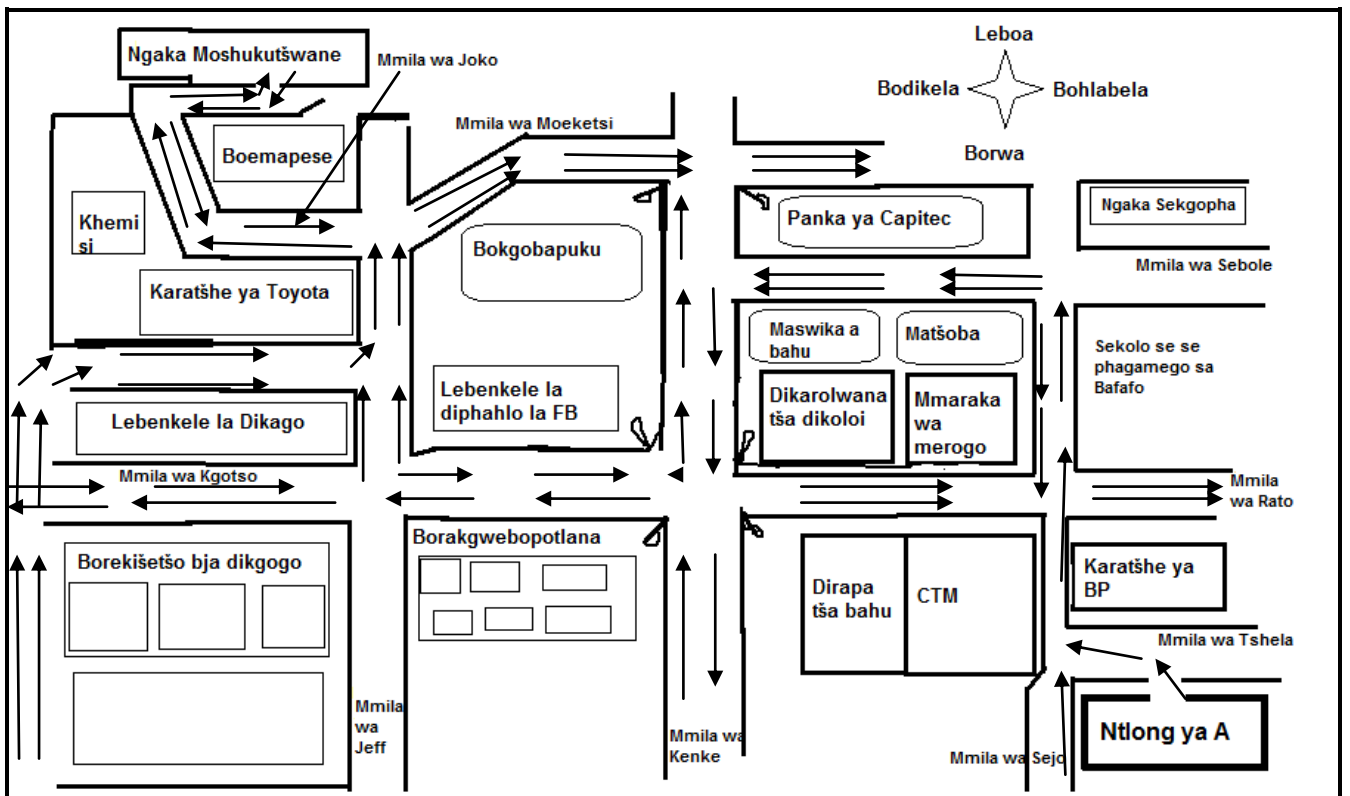 Leboa
Ngaka Moshukutšwane
Mmila wa Joko
Bodikela
Bohlabela
Mmila wa Moeketsi
Borwa
Boemapese
Khemi
si
Bokgobapuku
Panka ya Capitec
Ngaka Sekgopha
Mmila wa Sebole
Karatšhe ya Toyota
Maswika a
bahu
Matšoba
Sekolo se se
phagamego sa
Bafafo
Lebenkele la
diphahlo la FB
Dikarolwana
tša dikoloi
Mmaraka
wa
merogo
Lebenkele la Dikago
Mmila wa Kgotso
Mmila
wa Rato
Borekišetšo bja dikgogo
Borakgwebopotlana
Dirapa
tša bahu
CTM
Karatšhe ya
BP
Mmila wa Tshela
Mmila
wa
Jeff
Mmila wa
Kenke
Mmila wa Sejo
Ntlong ya A